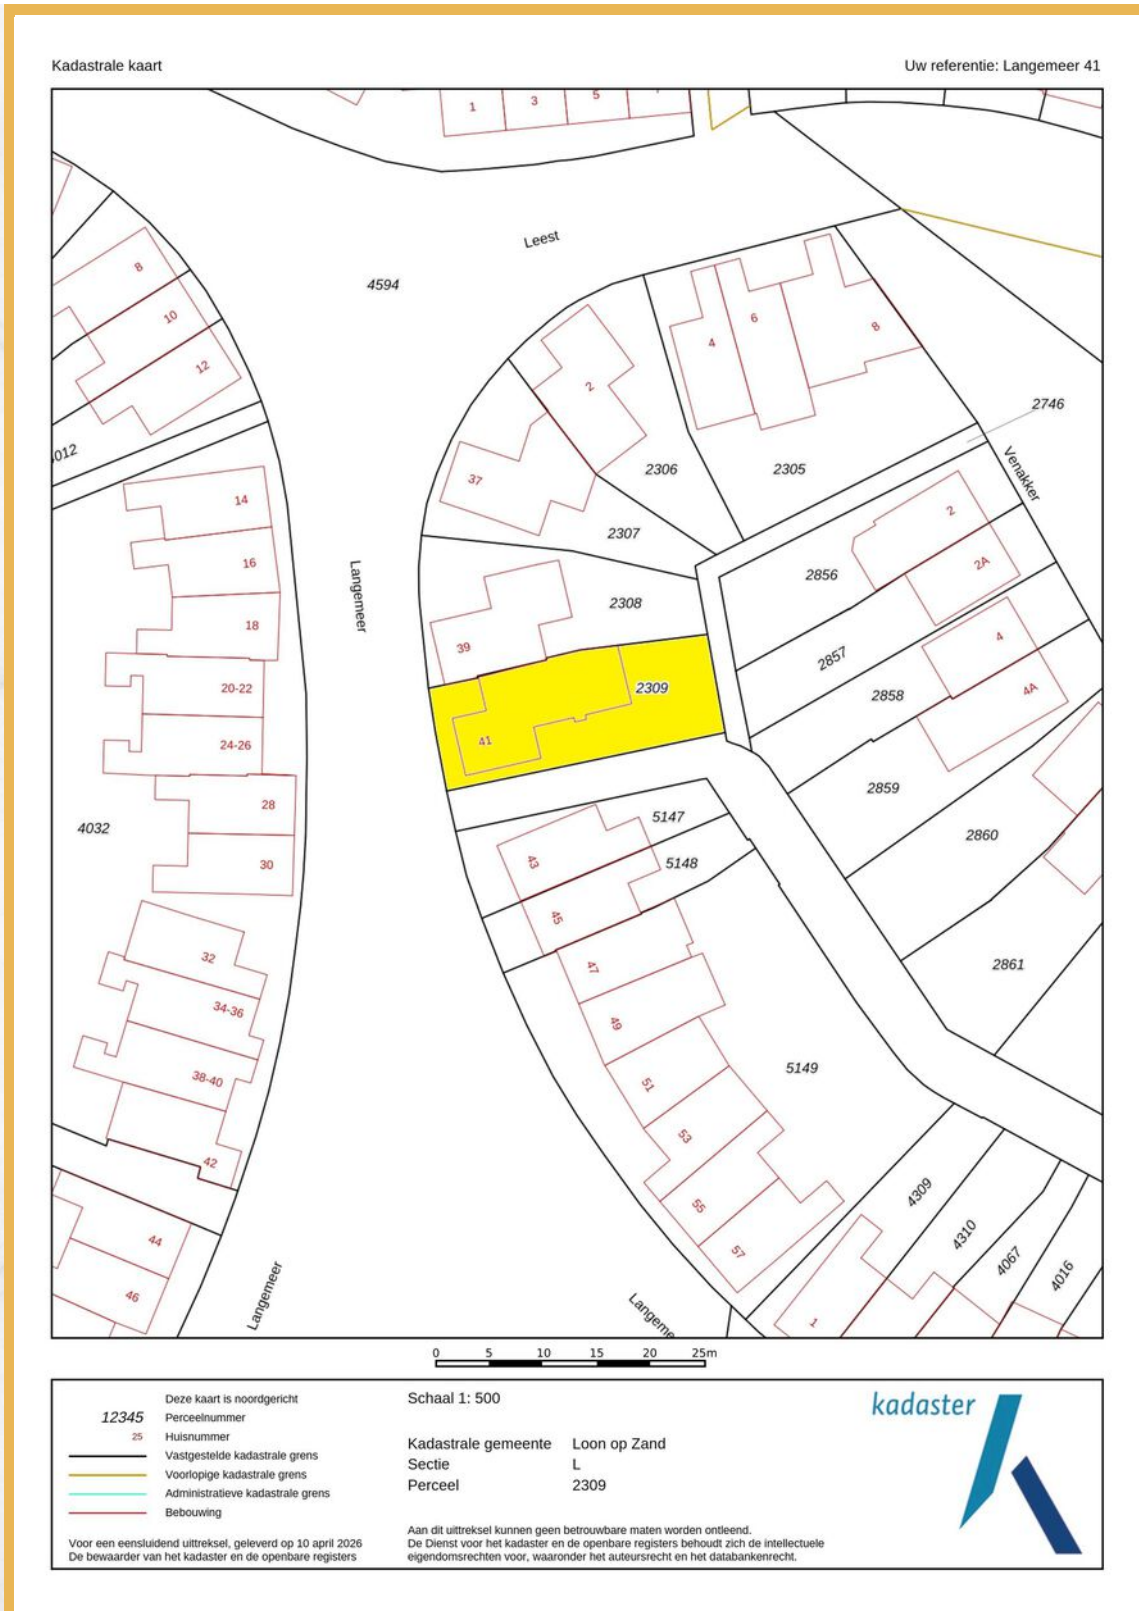 Kadastrale kaart
Uw referentie: Langemeer 41
1
3
5
8
10
12
4594
Leest
4
6
8
2
2746
2306
2305
37
2307
Venakker
14
2
16
Langemeer
2856
2A
2308
18
39
2857
4
20-22
2309
2858
4A
24-26
41
28
2859
4032
5147
2860
30
43
5148
45
32
47
2861
34-36
49
5149
38-40
51
53
42
4309
55
4310
44
57
4067
4016
46
Langemeer
1
0 5 10 15 20 25m
Deze kaart is noordgericht
12345 Perceelnummer
25 Huisnummer
Vastgestelde kadastrale grens
Voorlopige kadastrale grens
Administratieve kadastrale grens
Bebouwing
Voor een eensluidend uittreksel, geleverd op 10 april 2026
De bewaarder van het kadaster en de openbare registers
Schaal 1: 500
Kadastrale gemeente Loon op Zand
Sectie L
Perceel 2309
Aan dit uittreksel kunnen geen betrouwbare maten worden ontleend.
De Dienst voor het kadaster en de openbare registers behoudt zich de intellectuele
eigendomsrechten voor, waaronder het auteursrecht en het databankenrecht.
kadaster